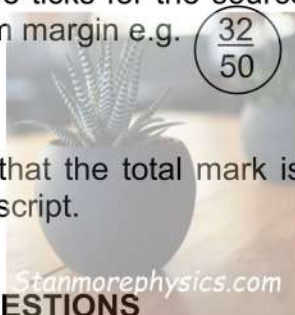 m margin e.g. 32
50
that the total mark is
script.
Stanmorephysics.com
ESTIONS